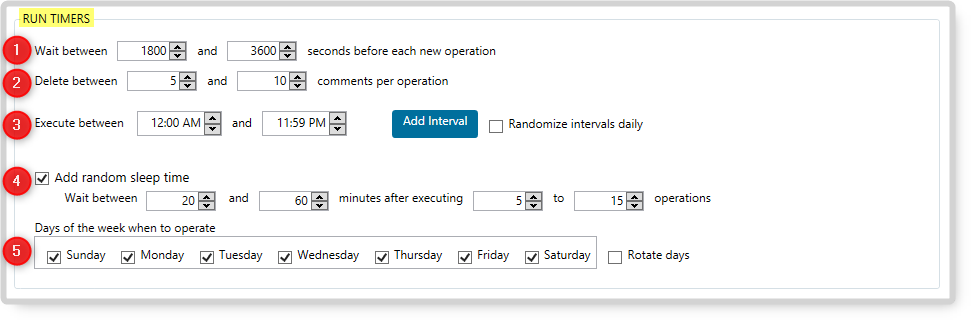 RUN TIMERS
1 Wait between 1800 and 3600 seconds before each new operation
2 Delete between 5 and 10 comments per operation
3 Execute between 12:00 AM and 11:59 PM Add Interval Randomize intervals daily
4 Add random sleep time
Wait between 20 and 60 minutes after executing 5 to 15 operations
Days of the week when to operate
5 Sunday Monday Tuesday Wednesday Thursday Friday Saturday Rotate days